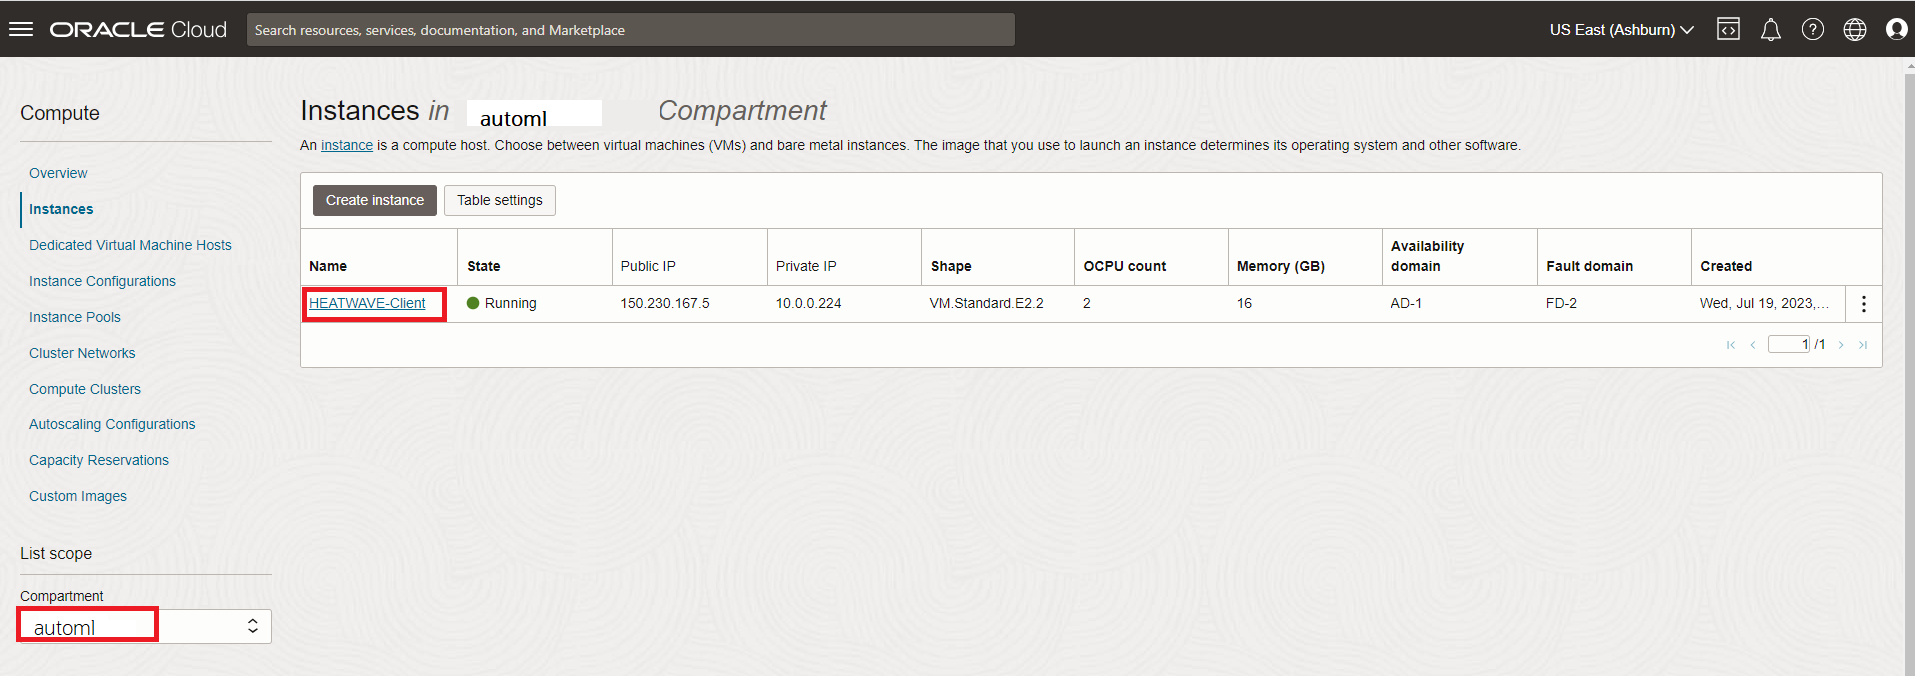 ORACLE Cloud
Search resources, services, documentation, and Marketplace
US East (Ashburn)
Compute
Overview
Instances
Dedicated Virtual Machine Hosts
Instance Configurations
Instance Pools
Cluster Networks
Compute Clusters
Autoscaling Configurations
Capacity Reservations
Custom Images
List scope
Compartment
automl
Instances in automl Compartment
An instance is a compute host. Choose between virtual machines (VMs) and bare metal instances. The image that you use to launch an instance determines its operating system and other software.
Create instance Table settings
Name State Public IP Private IP Shape OCPU count Memory (GB) Availability domain Fault domain Created
HEATWAVE-Client Running 150.230.167.5 10.0.0.224 VM.Standard.E2.2 2 16 AD-1 FD-2 Wed, Jul 19, 2023,...
1 /1